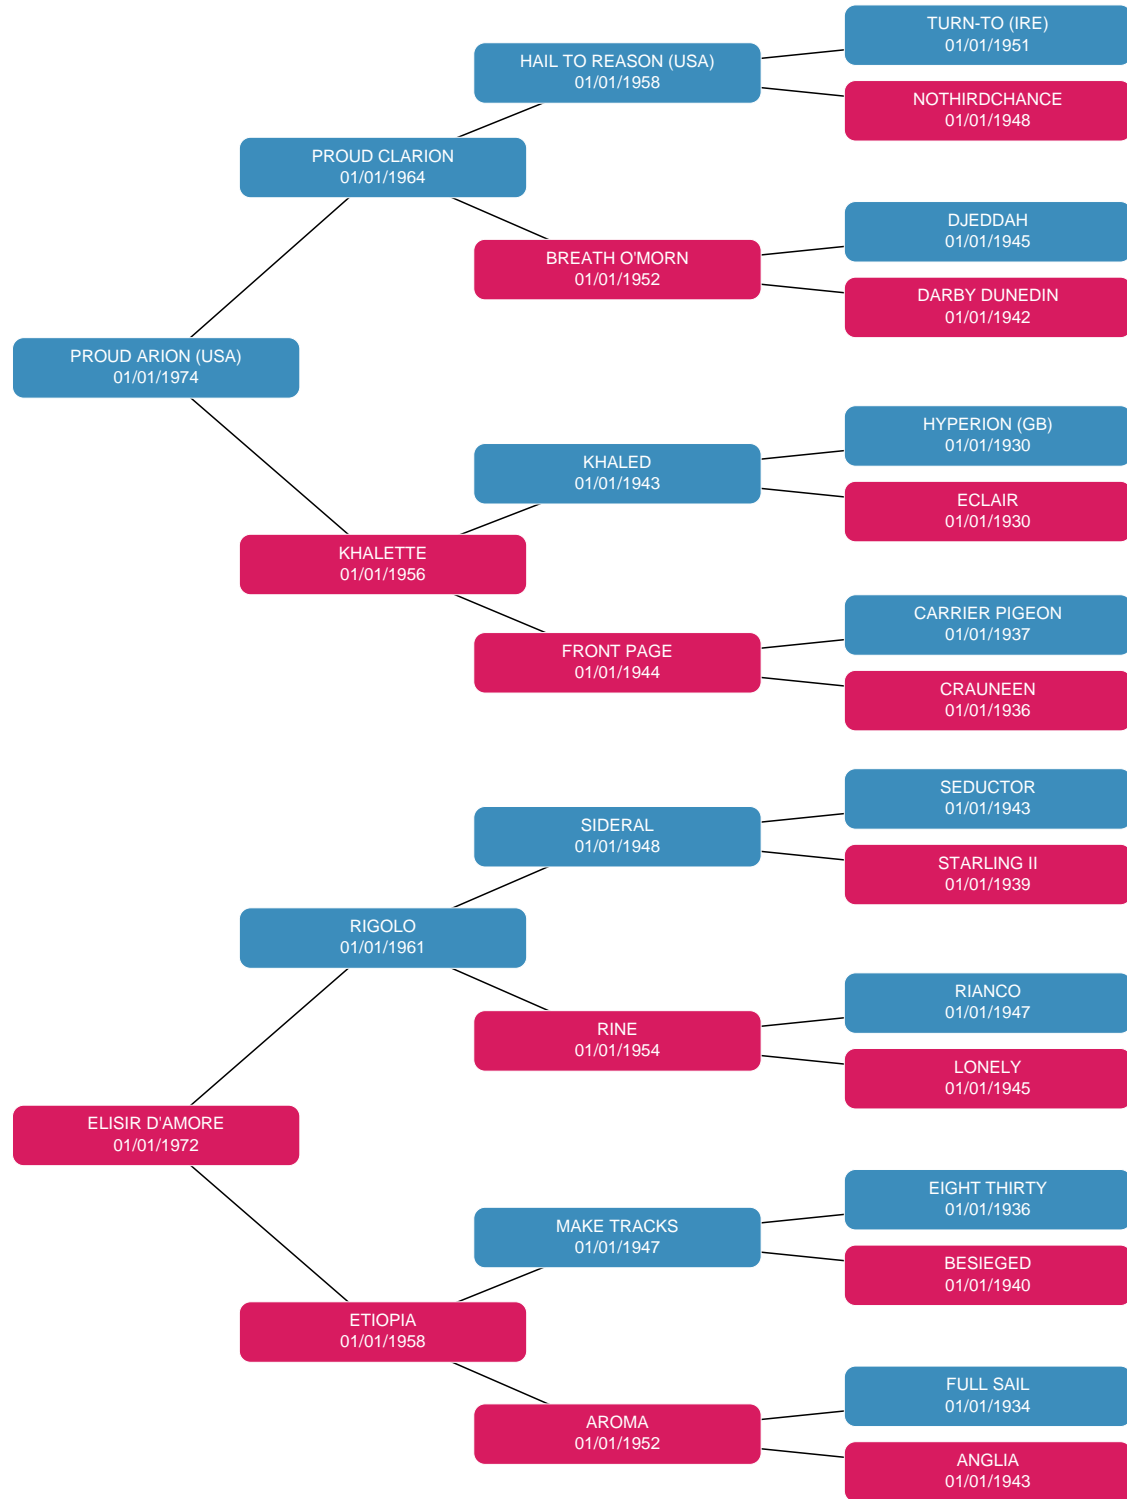 TURN-TO (IRE)
01/01/1951
HAIL TO REASON (USA)
01/01/1958
NOTHIRDCHANCE
01/01/1948
PROUD CLARION
01/01/1964
DJEDDAH
01/01/1945
BREATH O'MORN
01/01/1952
DARBY DUNEDIN
01/01/1942
PROUD ARION (USA)
01/01/1974
HYPERION (GB)
01/01/1930
KHALED
01/01/1943
ECLAIR
01/01/1930
KHALETTE
01/01/1956
CARRIER PIGEON
01/01/1937
FRONT PAGE
01/01/1944
CRAUNEEN
01/01/1936
SEDUCTOR
01/01/1943
SIDERAL
01/01/1948
STARLING II
01/01/1939
RIGOLO
01/01/1961
RIANCO
01/01/1947
RINE
01/01/1954
LONELY
01/01/1945
ELISIR D'AMORE
01/01/1972
EIGHT THIRTY
01/01/1936
MAKE TRACKS
01/01/1947
BESIEGED
01/01/1940
ETIOPIA
01/01/1958
FULL SAIL
01/01/1934
AROMA
01/01/1952
ANGLIA
01/01/1943